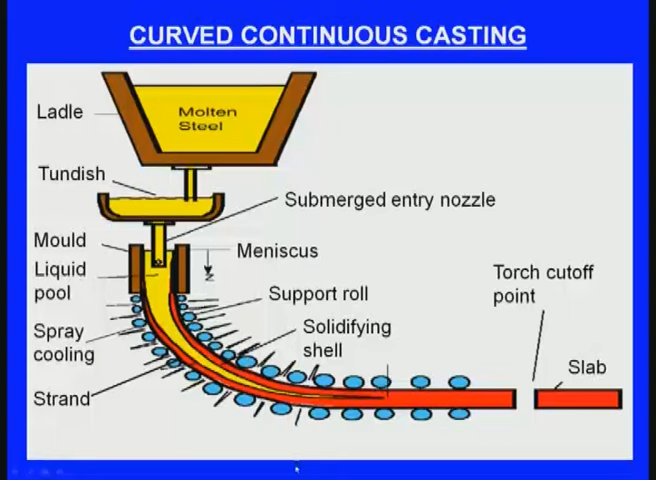 CURVED CONTINUOUS CASTING
Ladle
Molten
Steel
Tundish
Submerged entry nozzle
Mould
Meniscus
Liquid
pool
z
Support roll
Torch cutoff
point
Solidifying
shell
Spray
cooling
Slab
Strand